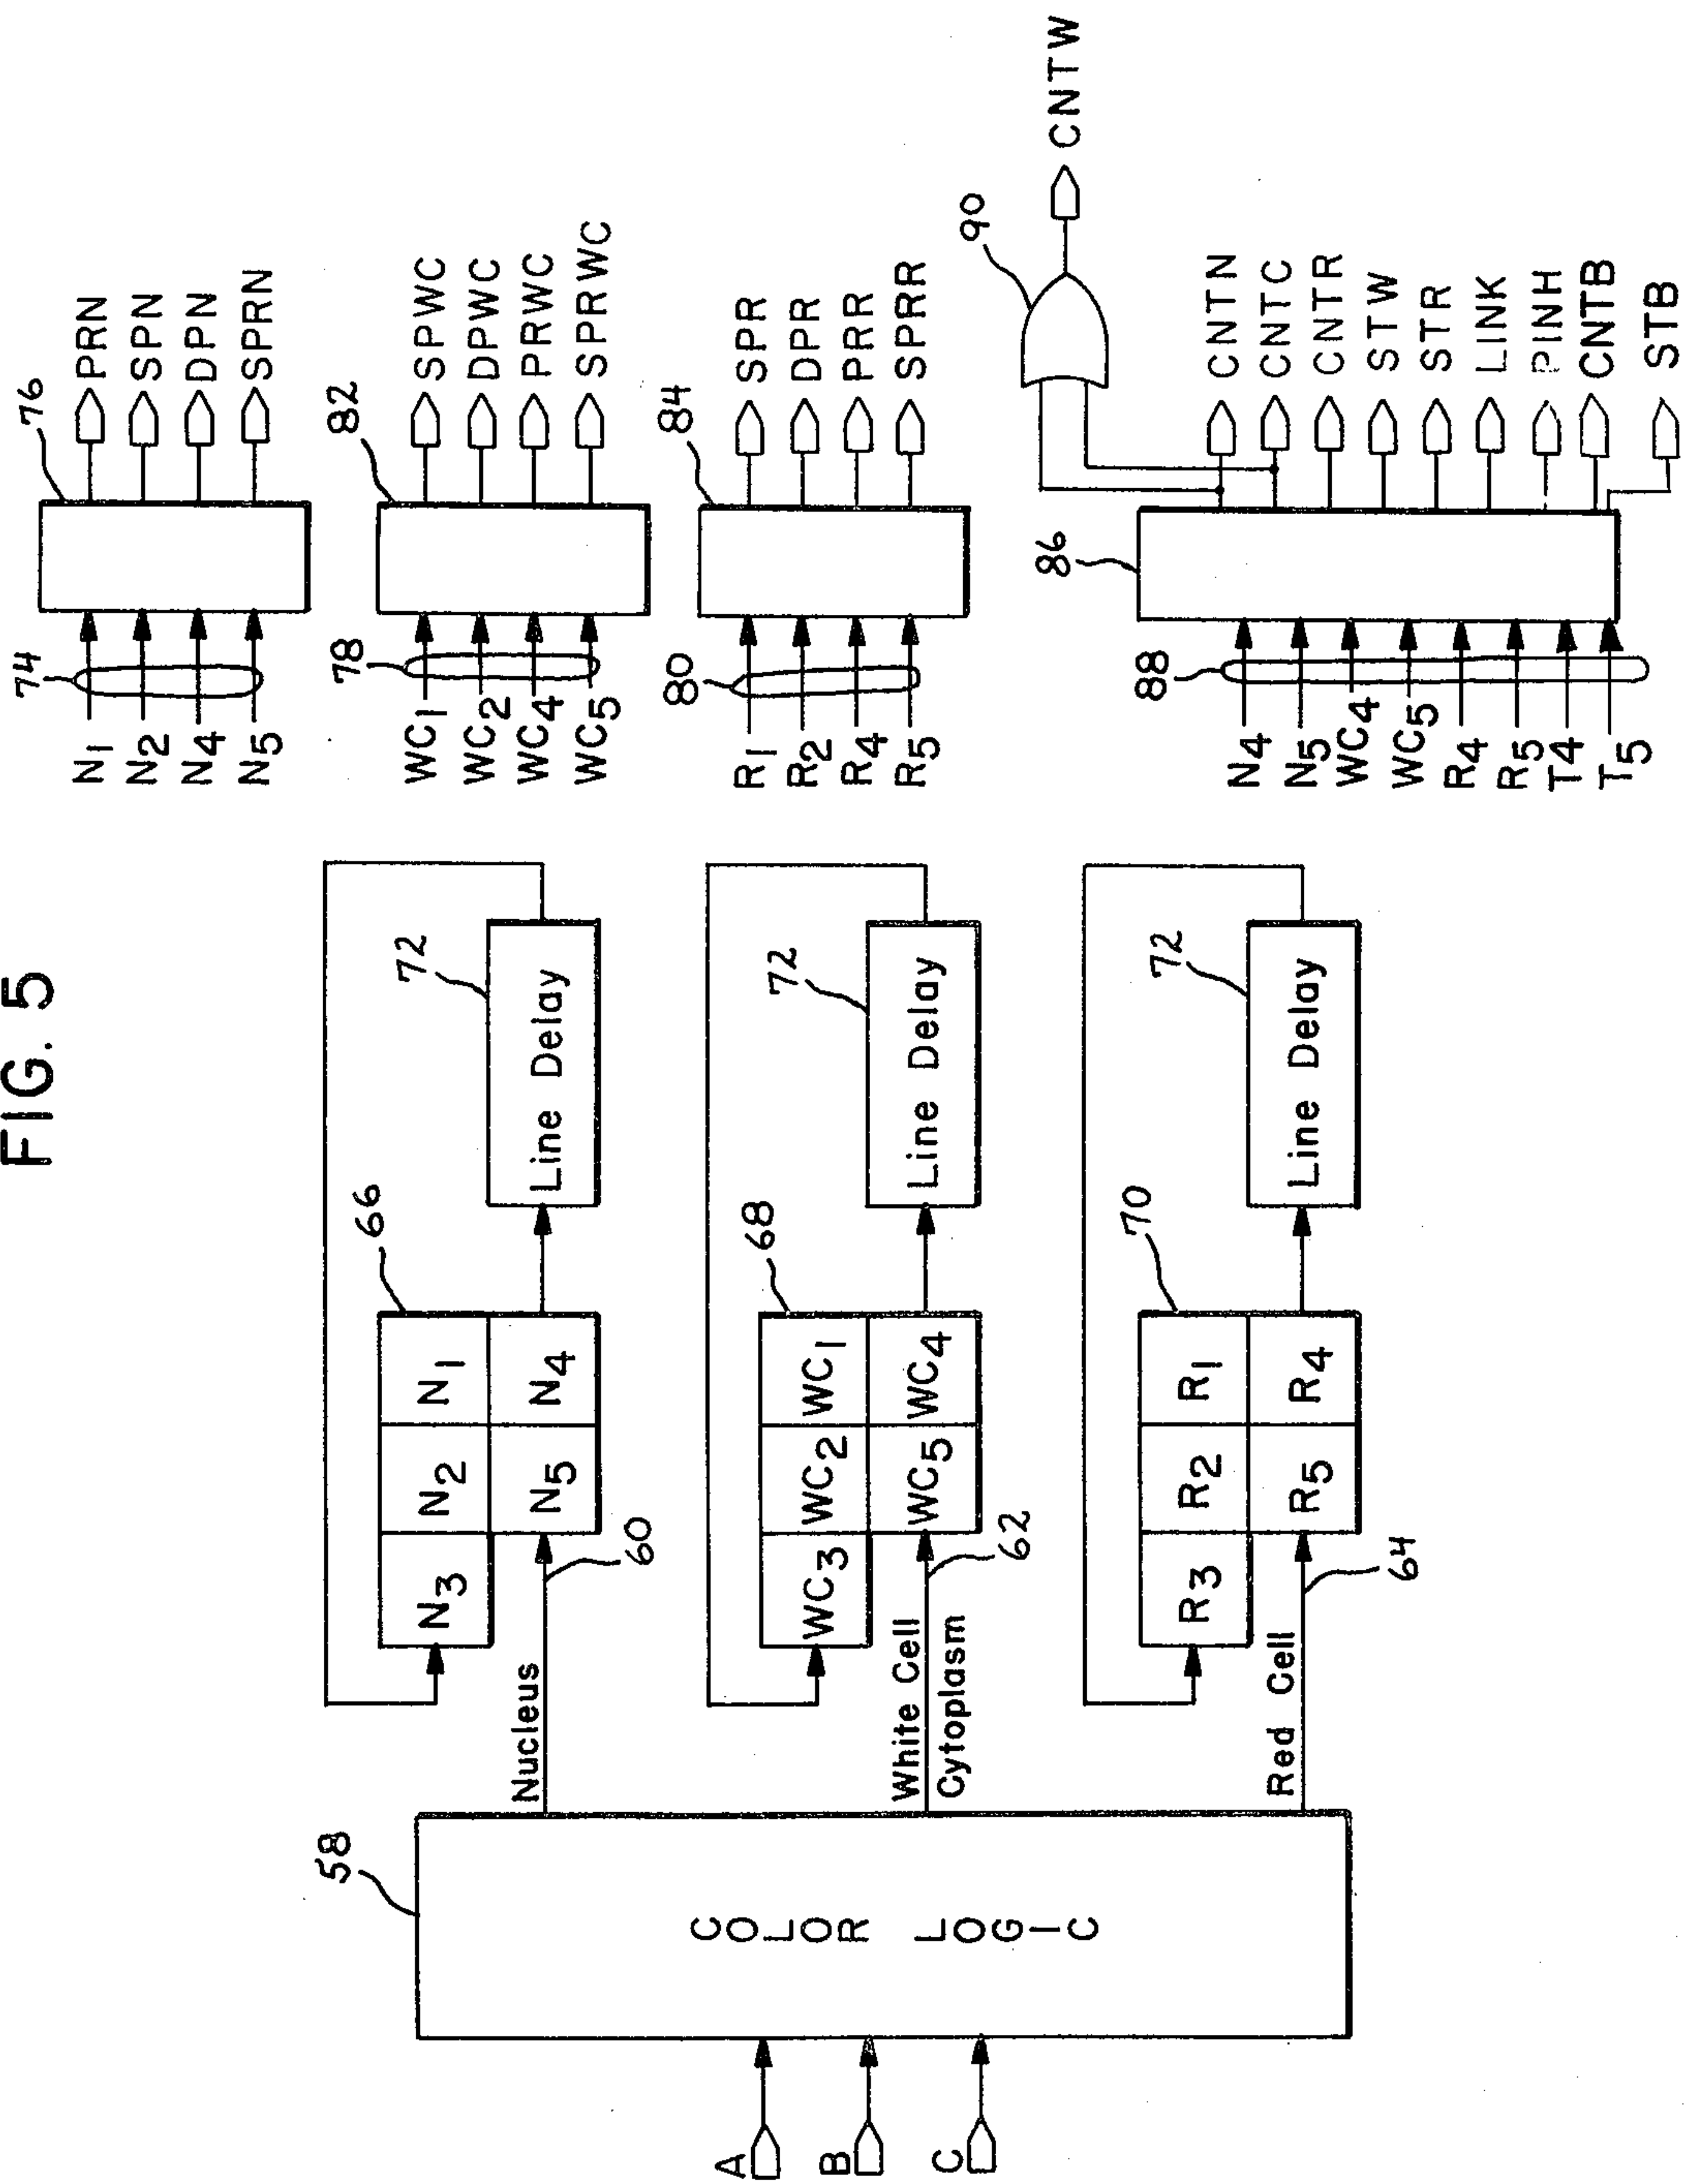 FIG. 5
A
B
C
58
COLOR LOGIC
Nucleus
60
N3 N2 N1
N5 N4
66
Line Delay
72
White Cell
Cytoplasm
62
WC3 WC2 WC1
WC5 WC4
68
Line Delay
72
Red Cell
64
R3 R2 R1
R5 R4
70
Line Delay
72
74
76
N1 PRN
N2 SPN
N4 DPN
N5 SPRN
78
82
WC1 SPWC
WC2 DPWC
WC4 PRWC
WC5 SPRWC
80
84
R1 SPR
R2 DPR
R4 PRR
R5 SPRR
90
CNTW
88
86
N4
N5
WC4
WC5
R4
R5
T4
T5
CNTN
CNTC
CNTR
STW
STR
LINK
PINH
CNTB
STB